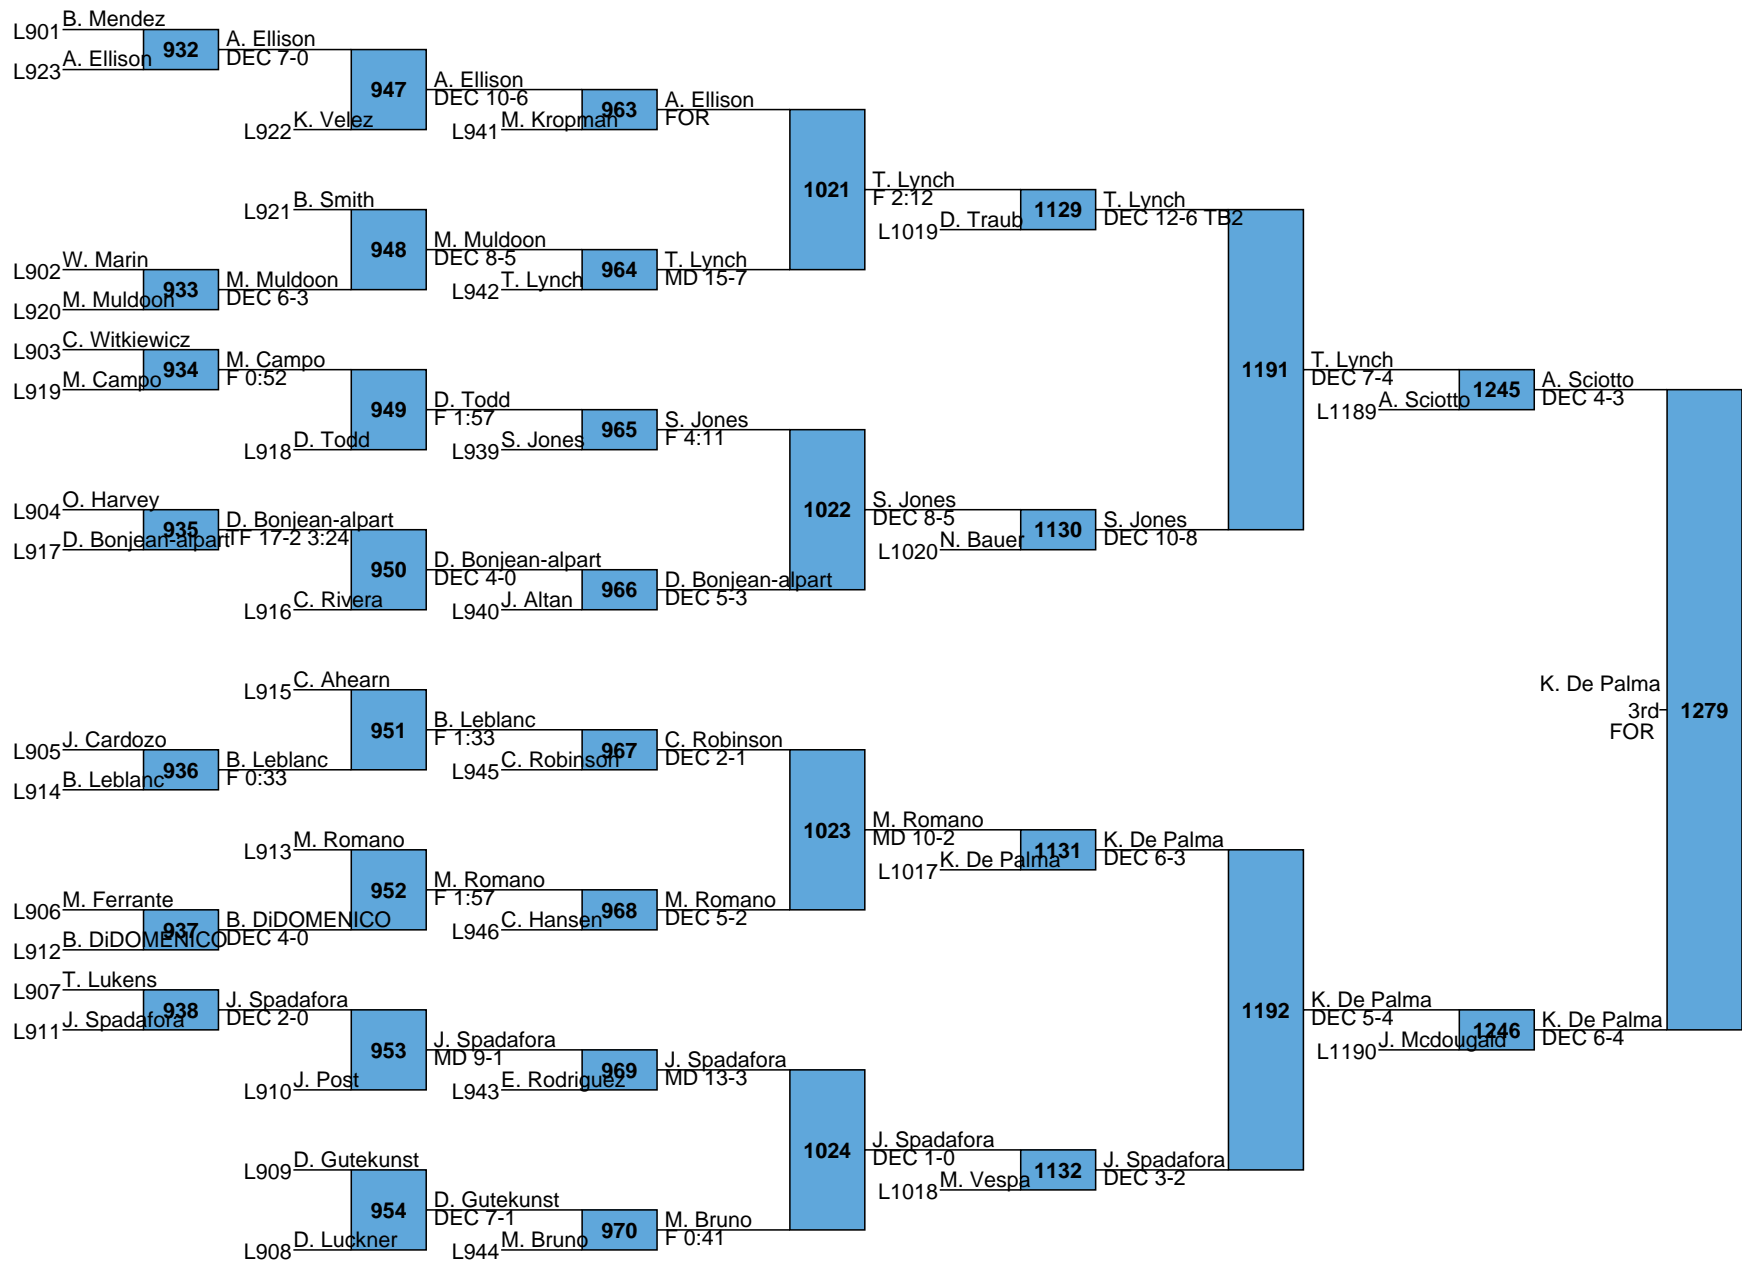 L901 B. Mendez
932
L923 A. Ellison
A. Ellison
DEC 7-0
947
L922 K. Velez
A. Ellison
DEC 10-6
963
L941 M. Kropman
A. Ellison
FOR
1021
L921 B. Smith
948
L902 W. Marin
933
L920 M. Muldoon
M. Muldoon
DEC 6-3
M. Muldoon
DEC 8-5
964
L942 T. Lynch
T. Lynch
MD 15-7
T. Lynch
F 2:12
1129
L1019 D. Traub
T. Lynch
DEC 12-6 TB2
1191
L903 C. Witkiewicz
934
L919 M. Campo
M. Campo
F 0:52
949
L918 D. Todd
D. Todd
F 1:57
965
L939 S. Jones
S. Jones
F 4:11
1022
L904 O. Harvey
935
L917 D. Bonjean-alpart
D. Bonjean-alpart
TF 17-2 3:24
950
L916 C. Rivera
D. Bonjean-alpart
DEC 4-0
966
L940 J. Altan
D. Bonjean-alpart
DEC 5-3
S. Jones
DEC 8-5
1130
L1020 N. Bauer
S. Jones
DEC 10-8
T. Lynch
DEC 7-4
1245
L1189 A. Sciotto
A. Sciotto
DEC 4-3
L915 C. Ahearn
951
L905 J. Cardozo
936
L914 B. Leblanc
B. Leblanc
F 0:33
B. Leblanc
F 1:33
967
L945 C. Robinson
C. Robinson
DEC 2-1
1023
L913 M. Romano
952
L906 M. Ferrante
937
L912 B. DiDOMENICO
B. DiDOMENICO
DEC 4-0
M. Romano
F 1:57
968
L946 C. Hansen
M. Romano
DEC 5-2
M. Romano
MD 10-2
1131
L1017 K. De Palma
K. De Palma
DEC 6-3
1192
L907 T. Lukens
938
L911 J. Spadafora
J. Spadafora
DEC 2-0
953
L910 J. Post
J. Spadafora
MD 9-1
969
L943 E. Rodriguez
J. Spadafora
MD 13-3
1024
L909 D. Gutekunst
954
L908 D. Luckner
D. Gutekunst
DEC 7-1
970
L944 M. Bruno
M. Bruno
F 0:41
J. Spadafora
DEC 1-0
1132
L1018 M. Vespa
J. Spadafora
DEC 3-2
K. De Palma
DEC 5-4
1246
L1190 J. Mcdougald
K. De Palma
DEC 6-4
K. De Palma
3rd
FOR
1279